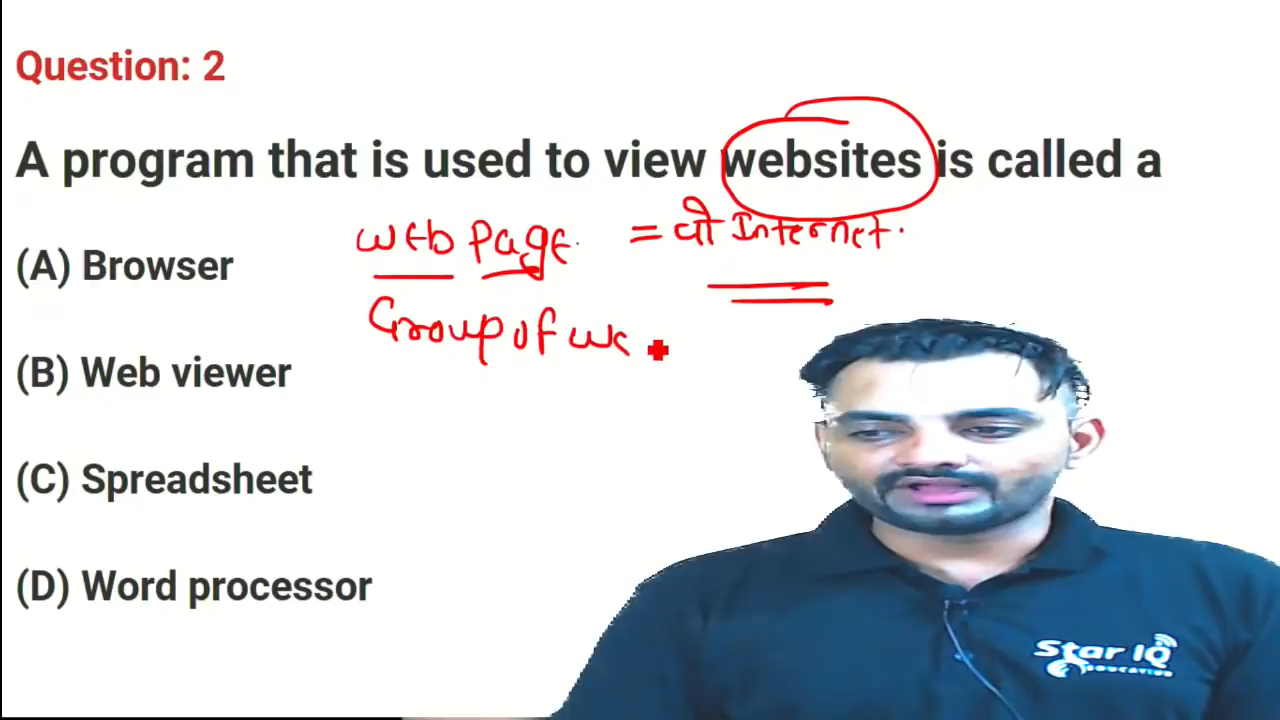 Question: 2
A program that is used to view websites is called a
web page = वो Internet.
(A) Browser
Group of we
(B) Web viewer
(C) Spreadsheet
(D) Word processor
Star IQ
EDUCATION